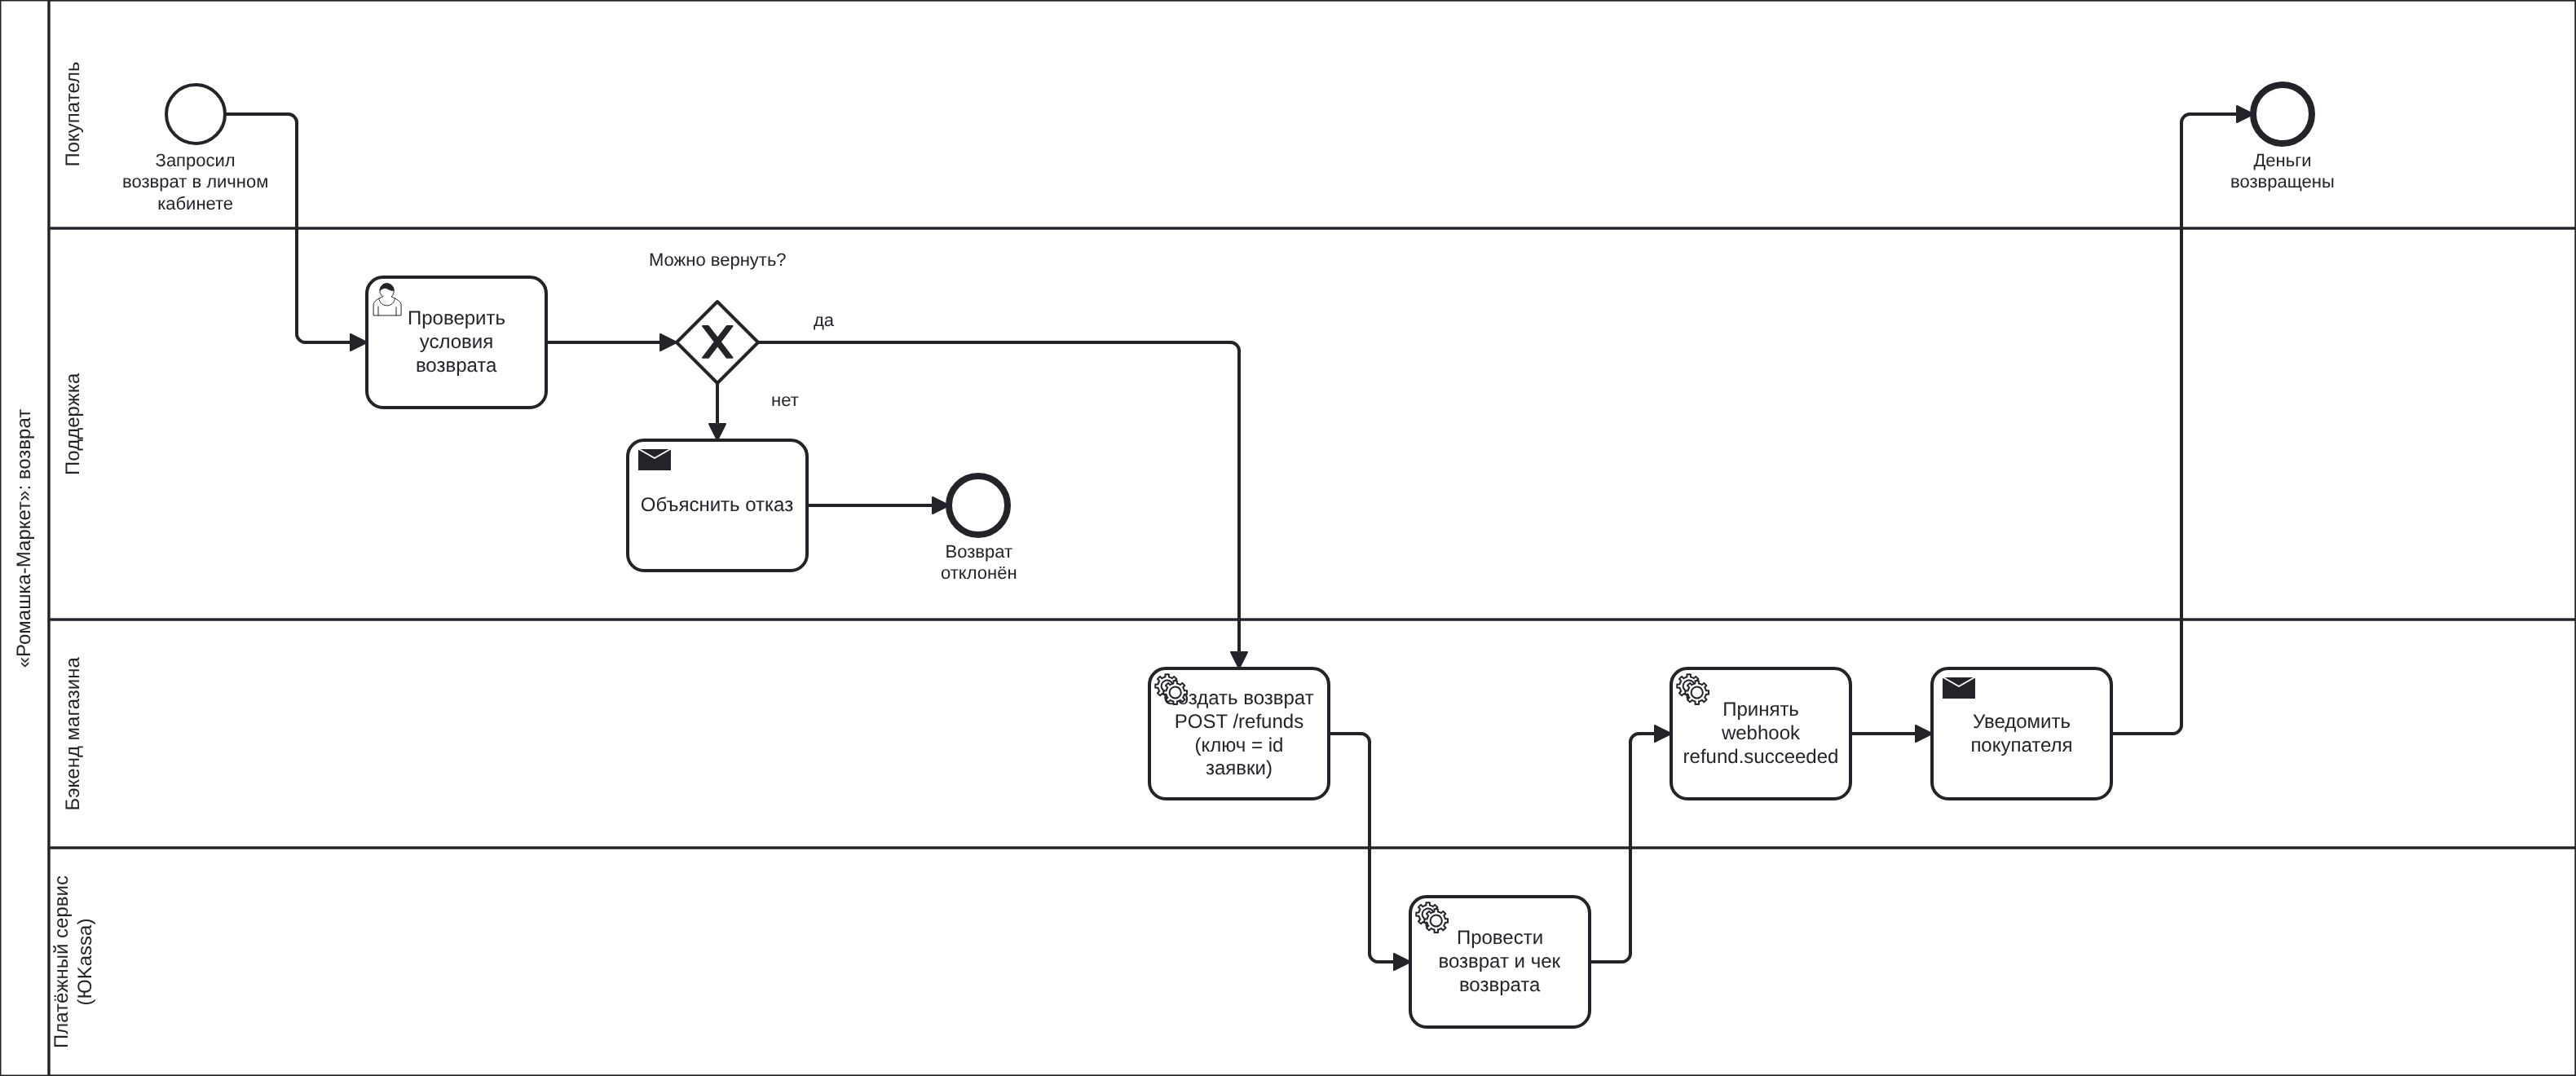 «Ромашка-Маркет»: возврат
Покупатель
Запросил
возврат в личном
кабинете
Деньги
возвращены
Поддержка
Проверить
условия
возврата
Можно вернуть?
да
нет
Объяснить отказ
Возврат
отклонён
Бэкенд магазина
возврат
POST /refunds
(ключ = id
заявки)
Принять
webhook
refund.succeeded
Уведомить
покупателя
Платёжный сервис
(ЮKassa)
Провести
возврат и чек
возврата